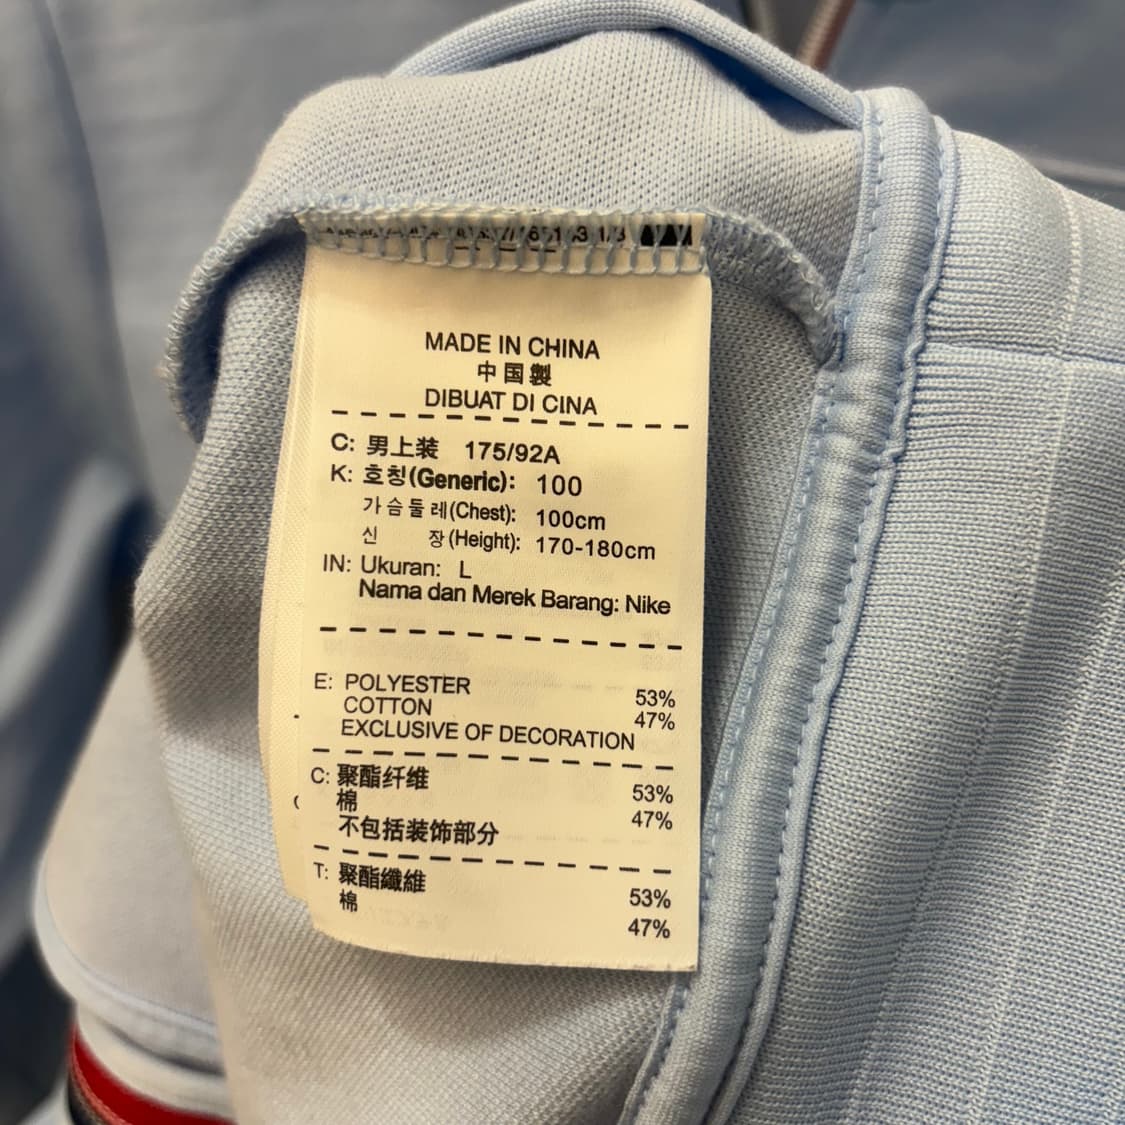 MADE IN CHINA
中国製
DIBUAT DI CINA
C: 男上装 175/92A
K: 호칭(Generic): 100
가슴둘레(Chest): 100cm
신 장(Height): 170-180cm
IN: Ukuran: L
Nama dan Merek Barang: Nike
E: POLYESTER 53%
COTTON 47%
EXCLUSIVE OF DECORATION
C: 聚酯纤维 53%
棉 47%
不包括装饰部分
T: 聚酯纖維 53%
棉 47%